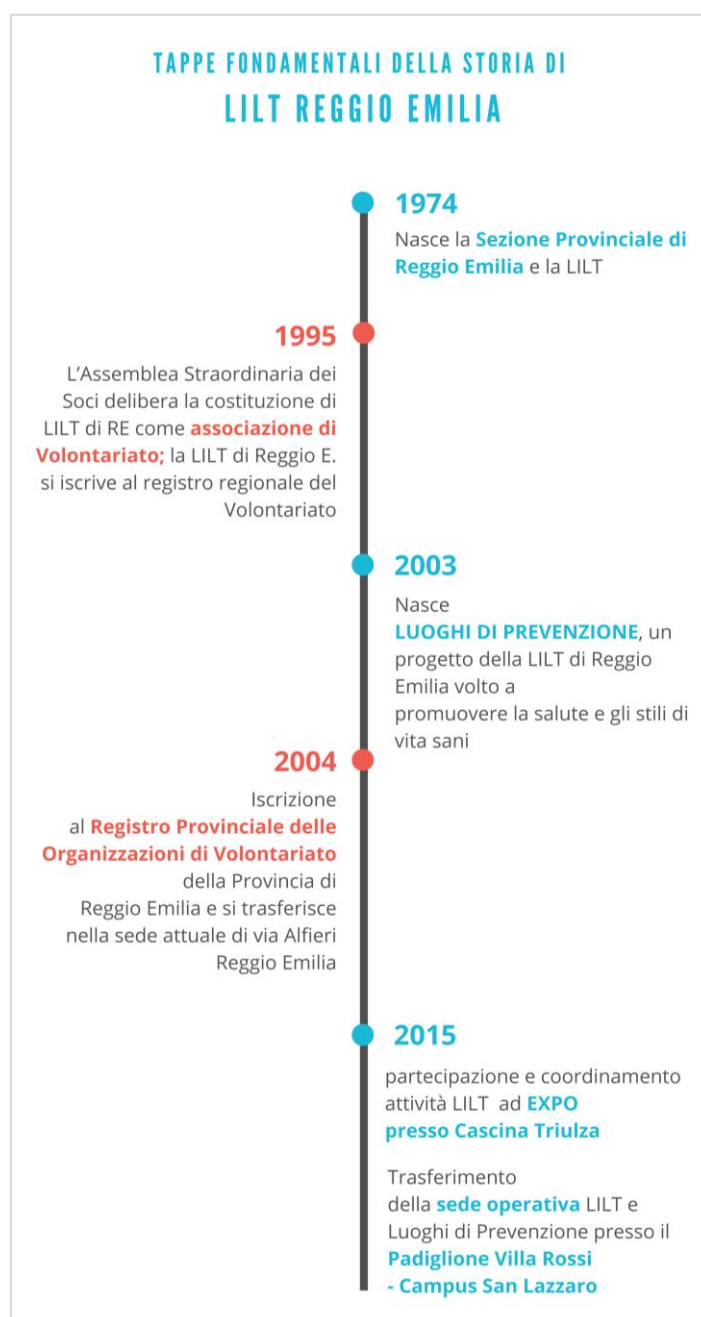 TAPPE FONDAMENTALI DELLA STORIA DI
LILT REGGIO EMILIA
1974
Nasce la Sezione Provinciale di
Reggio Emilia e la LILT
1995
L'Assemblea Straordinaria dei
Soci delibera la costituzione di
LILT di RE come associazione di
Volontariato; la LILT di Reggio E.
si iscrive al registro regionale del
Volontariato
2003
Nasce
LUOGHI DI PREVENZIONE, un
progetto della LILT di Reggio
Emilia volto a
promuovere la salute e gli stili di
vita sani
2004
Iscrizione
al Registro Provinciale delle
Organizzazioni di Volontariato
della Provincia di
Reggio Emilia e si trasferisce
nella sede attuale di via Alfieri
Reggio Emilia
2015
partecipazione e coordinamento
attività LILT ad EXPO
presso Cascina Triulza
Trasferimento
della sede operativa LILT e
Luoghi di Prevenzione presso il
Padiglione Villa Rossi
- Campus San Lazzaro